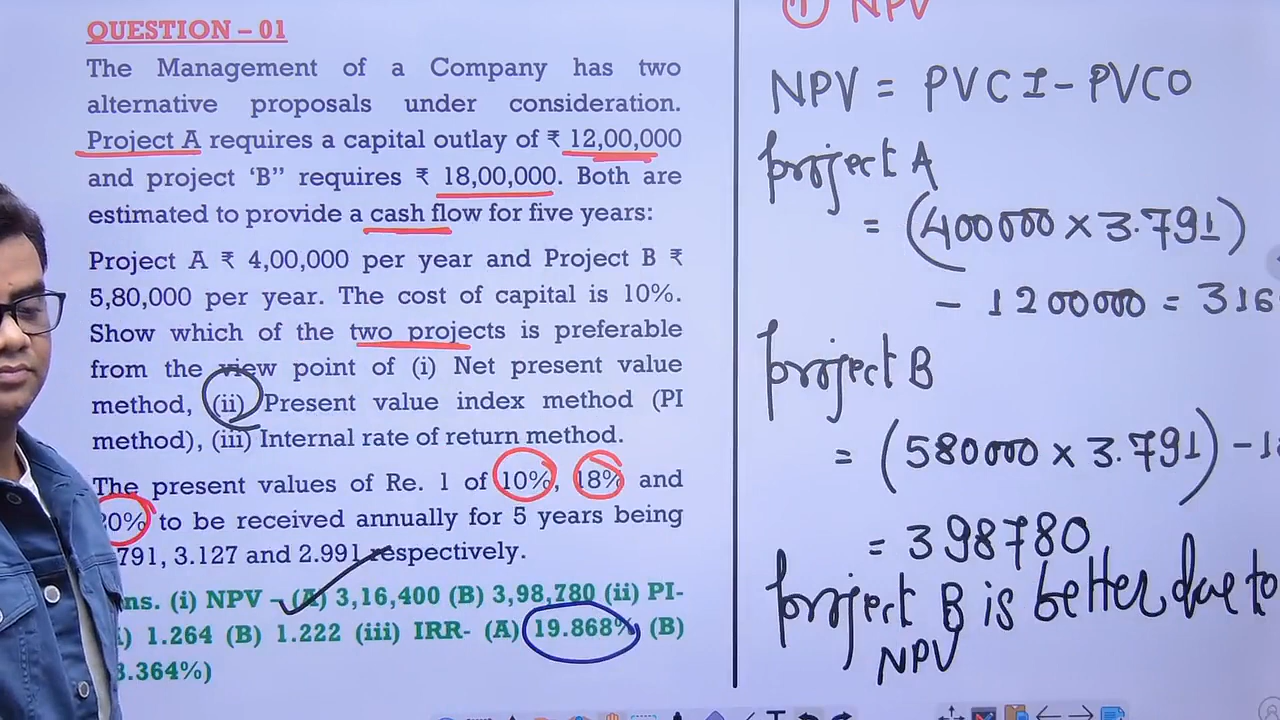 QUESTION – 01
The Management of a Company has two
alternative proposals under consideration.
Project A requires a capital outlay of ₹ 12,00,000
and project ‘B” requires ₹ 18,00,000. Both are
estimated to provide a cash flow for five years:
Project A ₹ 4,00,000 per year and Project B ₹
5,80,000 per year. The cost of capital is 10%.
Show which of the two projects is preferable
from the view point of (i) Net present value
method, (ii) Present value index method (PI
method), (iii) Internal rate of return method.
The present values of Re. 1 of 10%, 18% and
0% to be received annually for 5 years being
791, 3.127 and 2.991 respectively.
ns. (i) NPV – (A) 3,16,400 (B) 3,98,780 (ii) PI-
) 1.264 (B) 1.222 (iii) IRR- (A) 19.868%, (B)
.364%)
① NPV
NPV = PVCI - PVCO
project A
= (400000 × 3.791)
- 1200000 = 316
project B
= (580000 × 3.791) - 1
= 398780
project B is better due to
NPV